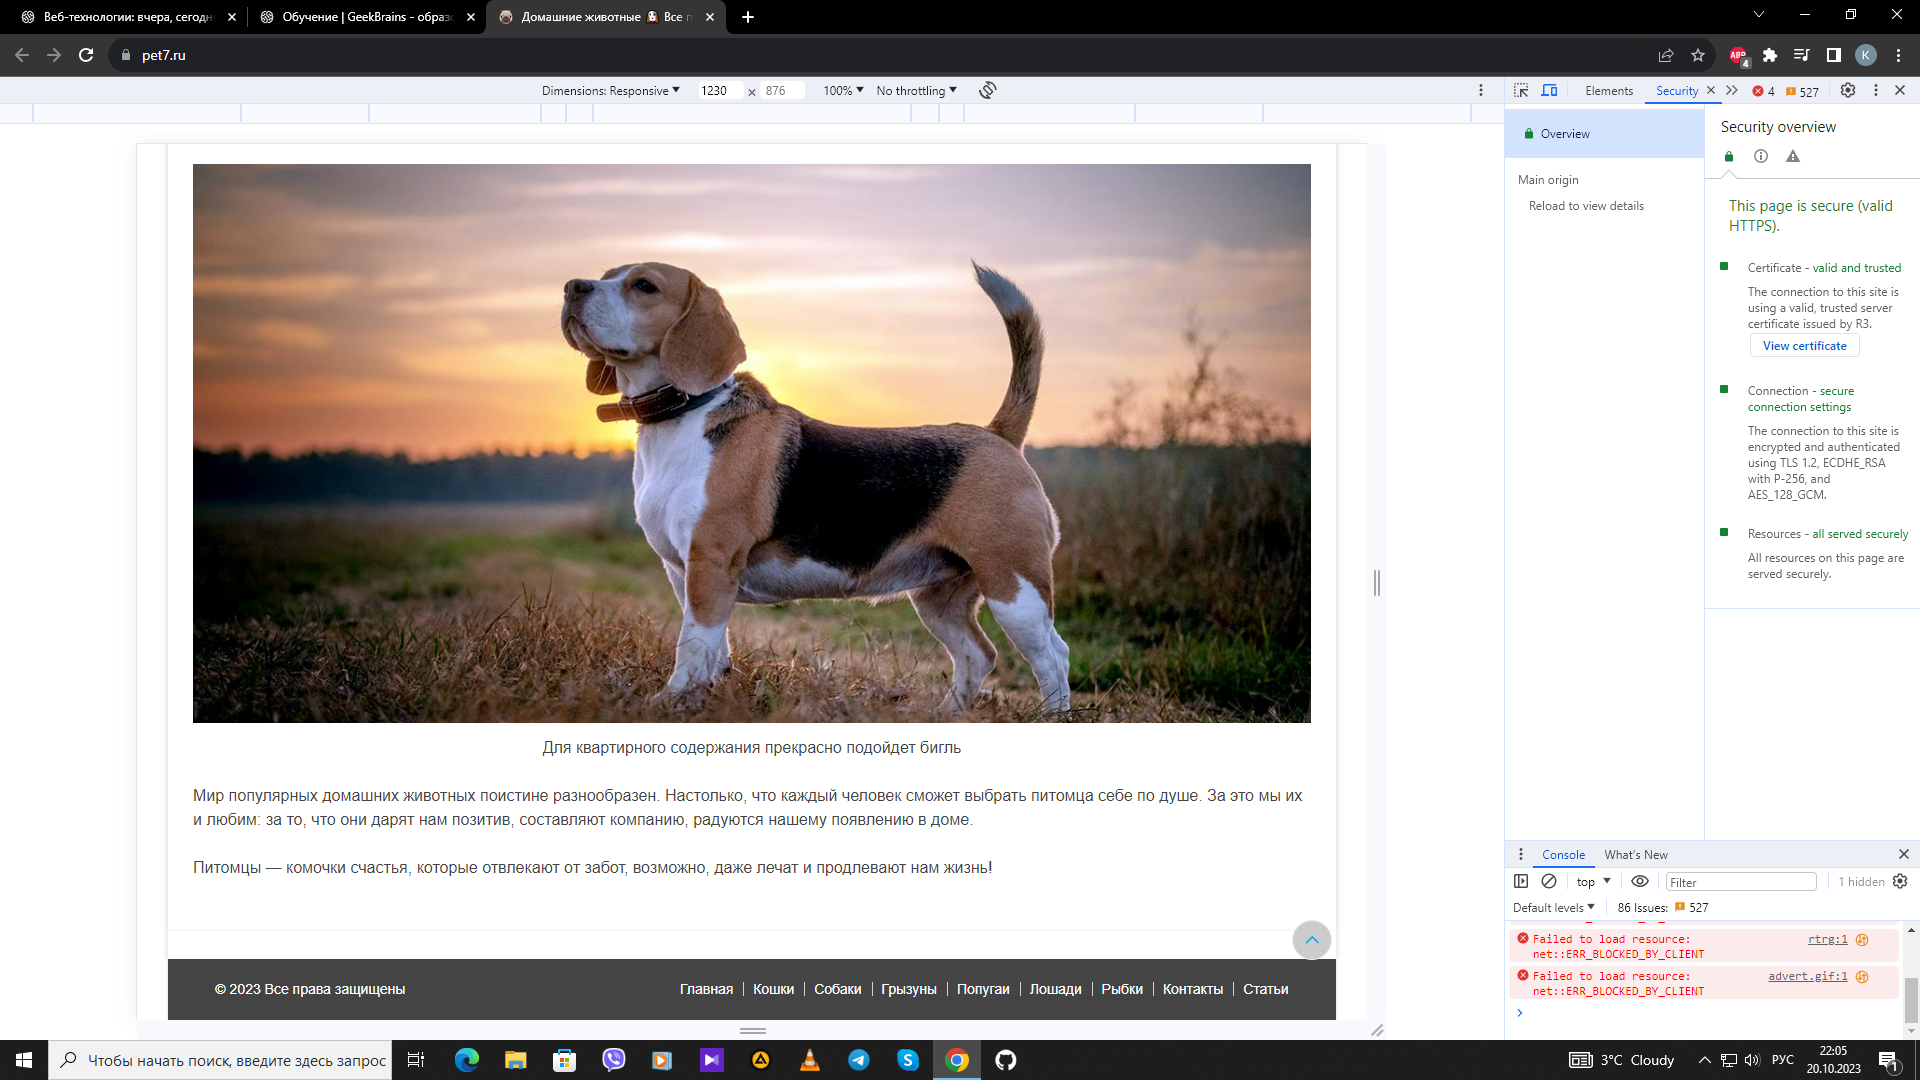 Веб-технологии: вчера, сегодн
Обучение | GeekBrains - образо
Домашние животные
Все п
pet7.ru
ABP
4
K
Dimensions: Responsive
1230 × 876
100%
No throttling
Elements
Security
4
527
Overview
Main origin
Reload to view details
Security overview
This page is secure (valid
HTTPS).
Certificate - valid and trusted
The connection to this site is
using a valid, trusted server
certificate issued by R3.
View certificate
Connection - secure
connection settings
The connection to this site is
encrypted and authenticated
using TLS 1.2, ECDHE_RSA
with P-256, and
AES_128_GCM.
Resources - all served securely
All resources on this page are
served securely.
Для квартирного содержания прекрасно подойдет бигль
Мир популярных домашних животных поистине разнообразен. Настолько, что каждый человек сможет выбрать питомца себе по душе. За это мы их
и любим: за то, что они дарят нам позитив, составляют компанию, радуются нашему появлению в доме.
Питомцы — комочки счастья, которые отвлекают от забот, возможно, даже лечат и продлевают нам жизнь!
© 2023 Все права защищены
Главная | Кошки | Собаки | Грызуны | Попугаи | Лошади | Рыбки | Контакты | Статьи
Console
What's New
top
Filter
1 hidden
Default levels
86 Issues:
527
Failed to load resource:
rtrg:1
net::ERR_BLOCKED_BY_CLIENT
Failed to load resource:
advert.gif:1
net::ERR_BLOCKED_BY_CLIENT
Чтобы начать поиск, введите здесь запрос
3°C Cloudy
РУС
22:05
20.10.2023
1